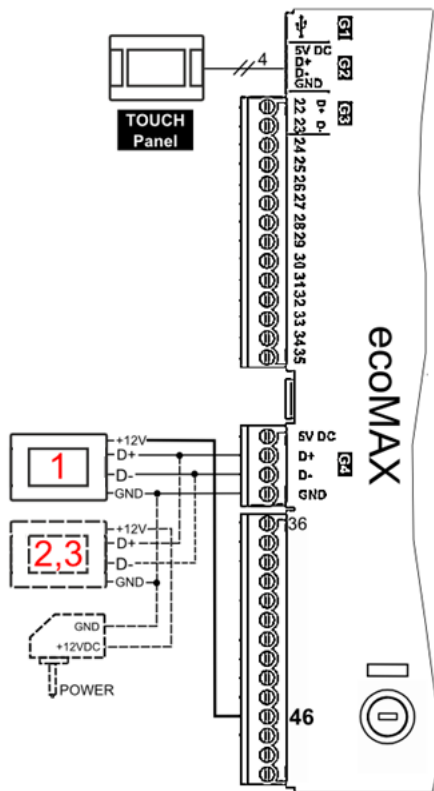 G1
5V DC
D+
D-
GND
G2
4
TOUCH
Panel
22 D+
23 D-
G3
24
25
26
27
28
29
30
31
32
33
34
35
ecoMAX
1
+12V
D+
D-
GND
5V DC
D+
D-
GND
G4
2,3
+12V
D+
D-
GND
36
GND
+12VDC
POWER
46